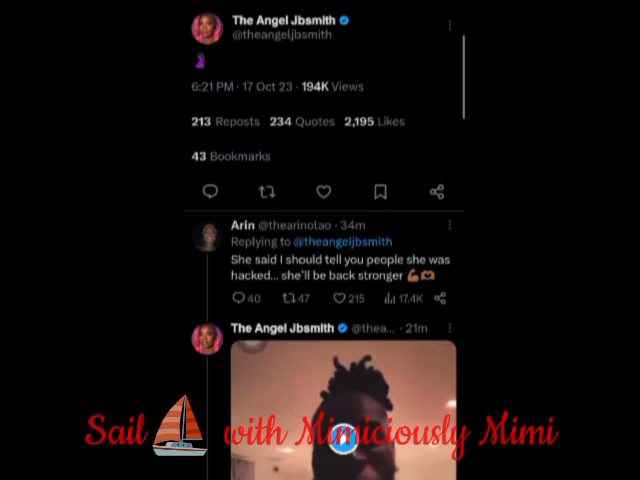 The Angel Jbsmith
@theangeljbsmith
🤰🏿
6:21 PM · 17 Oct 23 · 194K Views
213 Reposts 234 Quotes 2,195 Likes
43 Bookmarks
Arin @thearinolao · 34m
Replying to @theangeljbsmith
She said I should tell you people she was
hacked... she'll be back stronger 💪🏾🫶🏾
40 47 215 17.4K
The Angel Jbsmith @thea... · 21m
Sail with Mimiciously Mimi